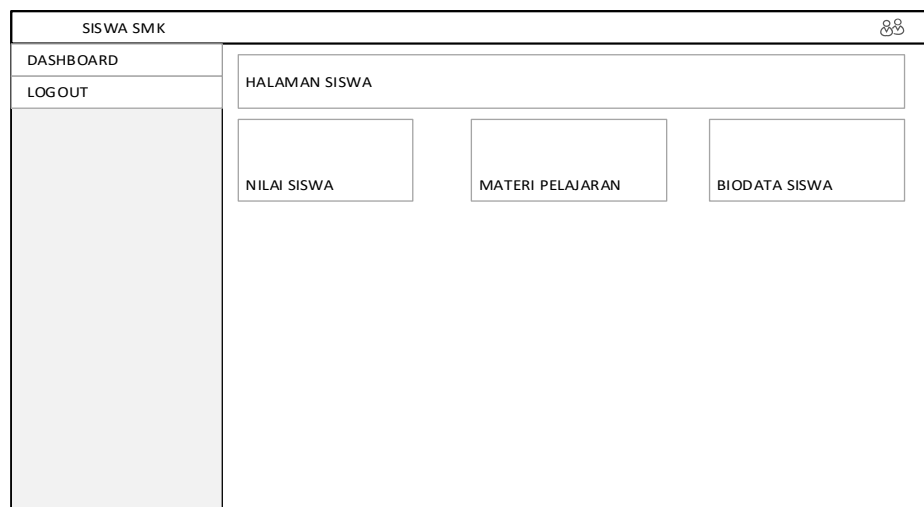 SISWA SMK
DASHBOARD
LOGOUT
HALAMAN SISWA
NILAI SISWA
MATERI PELAJARAN
BIODATA SISWA